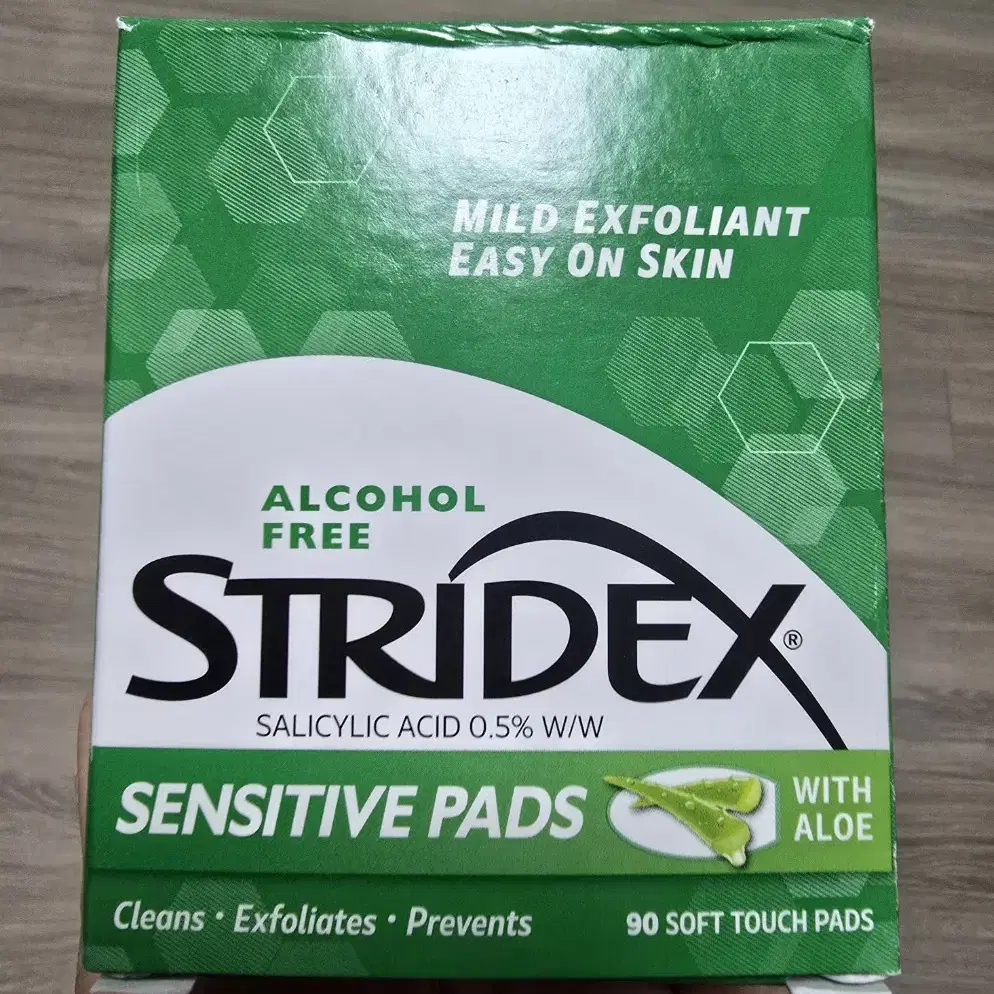 MILD EXFOLIANT
EASY ON SKIN
ALCOHOL
FREE
STRIDEX®
SALICYLIC ACID 0.5% W/W
SENSITIVE PADS
WITH
ALOE
Cleans • Exfoliates • Prevents
90 SOFT TOUCH PADS